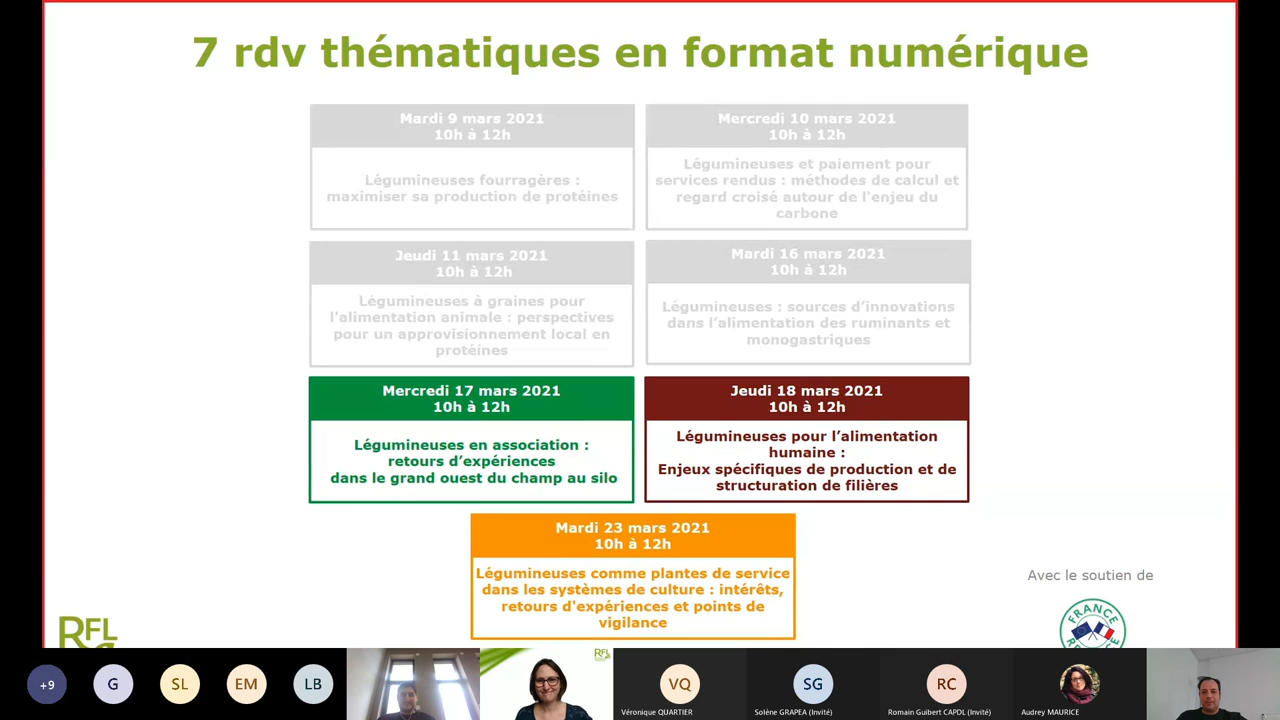 7 rdv thématiques en format numérique
Mardi 9 mars 2021
10h à 12h
Légumineuses fourragères :
maximiser sa production de protéines
Mercredi 10 mars 2021
10h à 12h
Légumineuses et paiement pour
services rendus : méthodes de calcul et
regard croisé autour de l'enjeu du
carbone
Jeudi 11 mars 2021
10h à 12h
Légumineuses à graines pour
l'alimentation animale : perspectives
pour un approvisionnement local en
protéines
Mardi 16 mars 2021
10h à 12h
Légumineuses : sources d’innovations
dans l’alimentation des ruminants et
monogastriques
Mercredi 17 mars 2021
10h à 12h
Légumineuses en association :
retours d’expériences
dans le grand ouest du champ au silo
Jeudi 18 mars 2021
10h à 12h
Légumineuses pour l’alimentation
humaine :
Enjeux spécifiques de production et de
structuration de filières
Mardi 23 mars 2021
10h à 12h
Légumineuses comme plantes de service
dans les systèmes de culture : intérêts,
retours d'expériences et points de
vigilance
Avec le soutien de
FRANCE
RFL
+9
G
SL
EM
LB
RFL
VQ
Véronique QUARTIER
SG
Solène GRAPEA (Invité)
RC
Romain Guibert CAPDL (Invité)
Audrey MAURICE